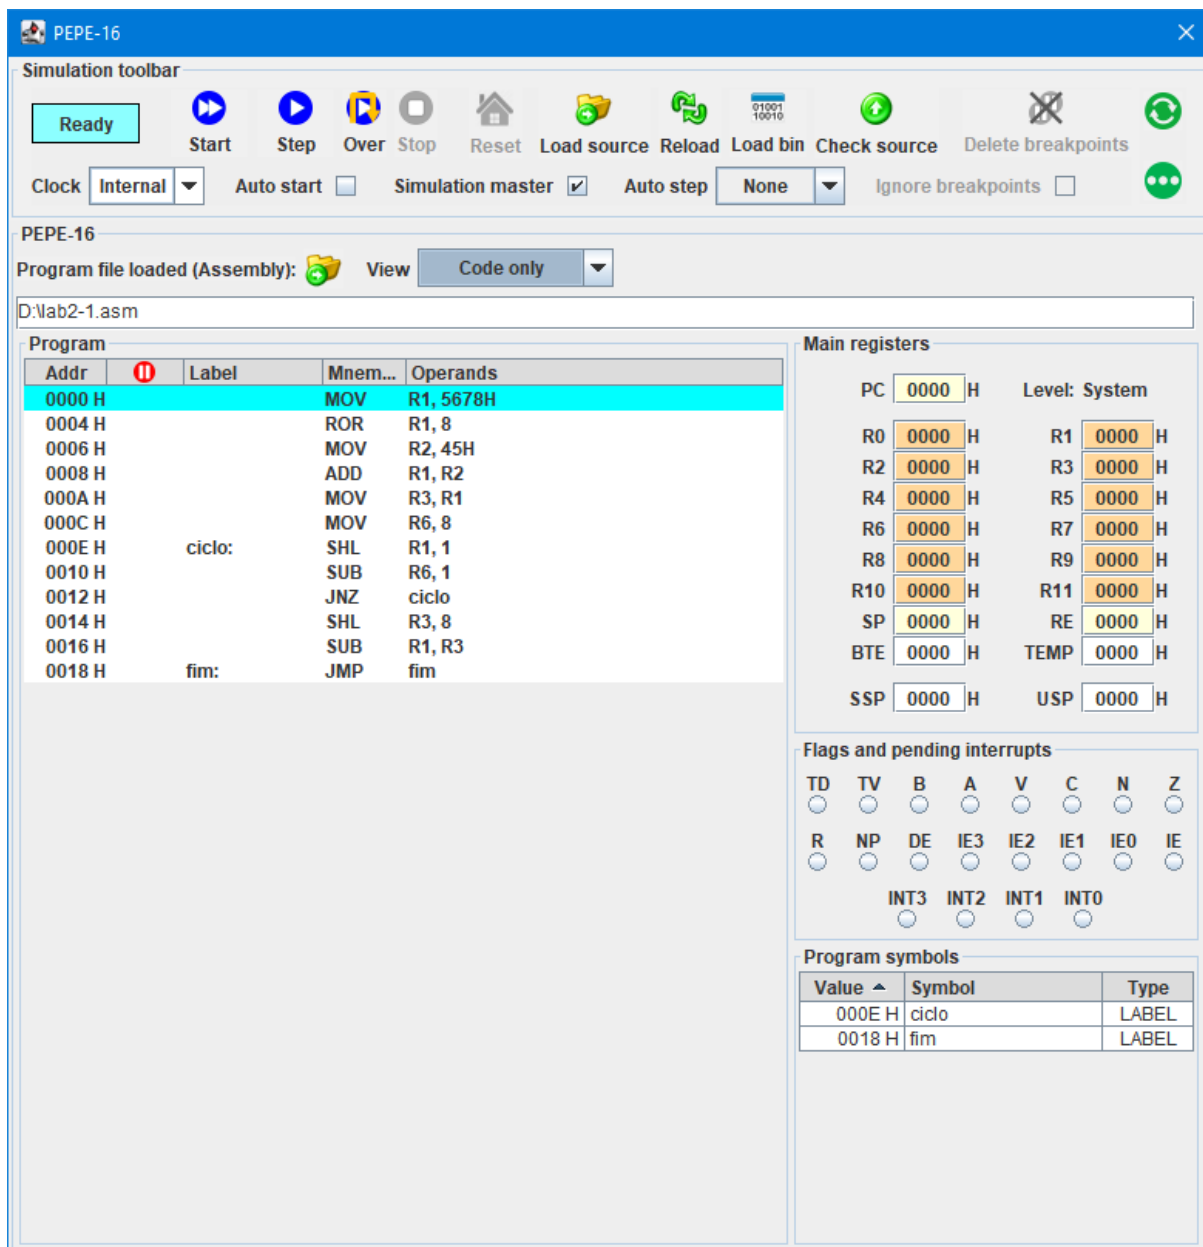 PEPE-16
Simulation toolbar
Ready
Start Step Over Stop Reset Load source Reload 01001 10010 Load bin Check source Delete breakpoints
Clock Internal Auto start Simulation master Auto step None Ignore breakpoints
PEPE-16
Program file loaded (Assembly): View Code only
D:\lab2-1.asm
Program
Addr Label Mnem... Operands
0000 H MOV R1, 5678H
0004 H ROR R1, 8
0006 H MOV R2, 45H
0008 H ADD R1, R2
000A H MOV R3, R1
000C H MOV R6, 8
000E H ciclo: SHL R1, 1
0010 H SUB R6, 1
0012 H JNZ ciclo
0014 H SHL R3, 8
0016 H SUB R1, R3
0018 H fim: JMP fim
Main registers
PC 0000 H Level: System
R0 0000 H R1 0000 H
R2 0000 H R3 0000 H
R4 0000 H R5 0000 H
R6 0000 H R7 0000 H
R8 0000 H R9 0000 H
R10 0000 H R11 0000 H
SP 0000 H RE 0000 H
BTE 0000 H TEMP 0000 H
SSP 0000 H USP 0000 H
Flags and pending interrupts
TD TV B A V C N Z
R NP DE IE3 IE2 IE1 IE0 IE
INT3 INT2 INT1 INT0
Program symbols
Value Symbol Type
000E H ciclo LABEL
0018 H fim LABEL